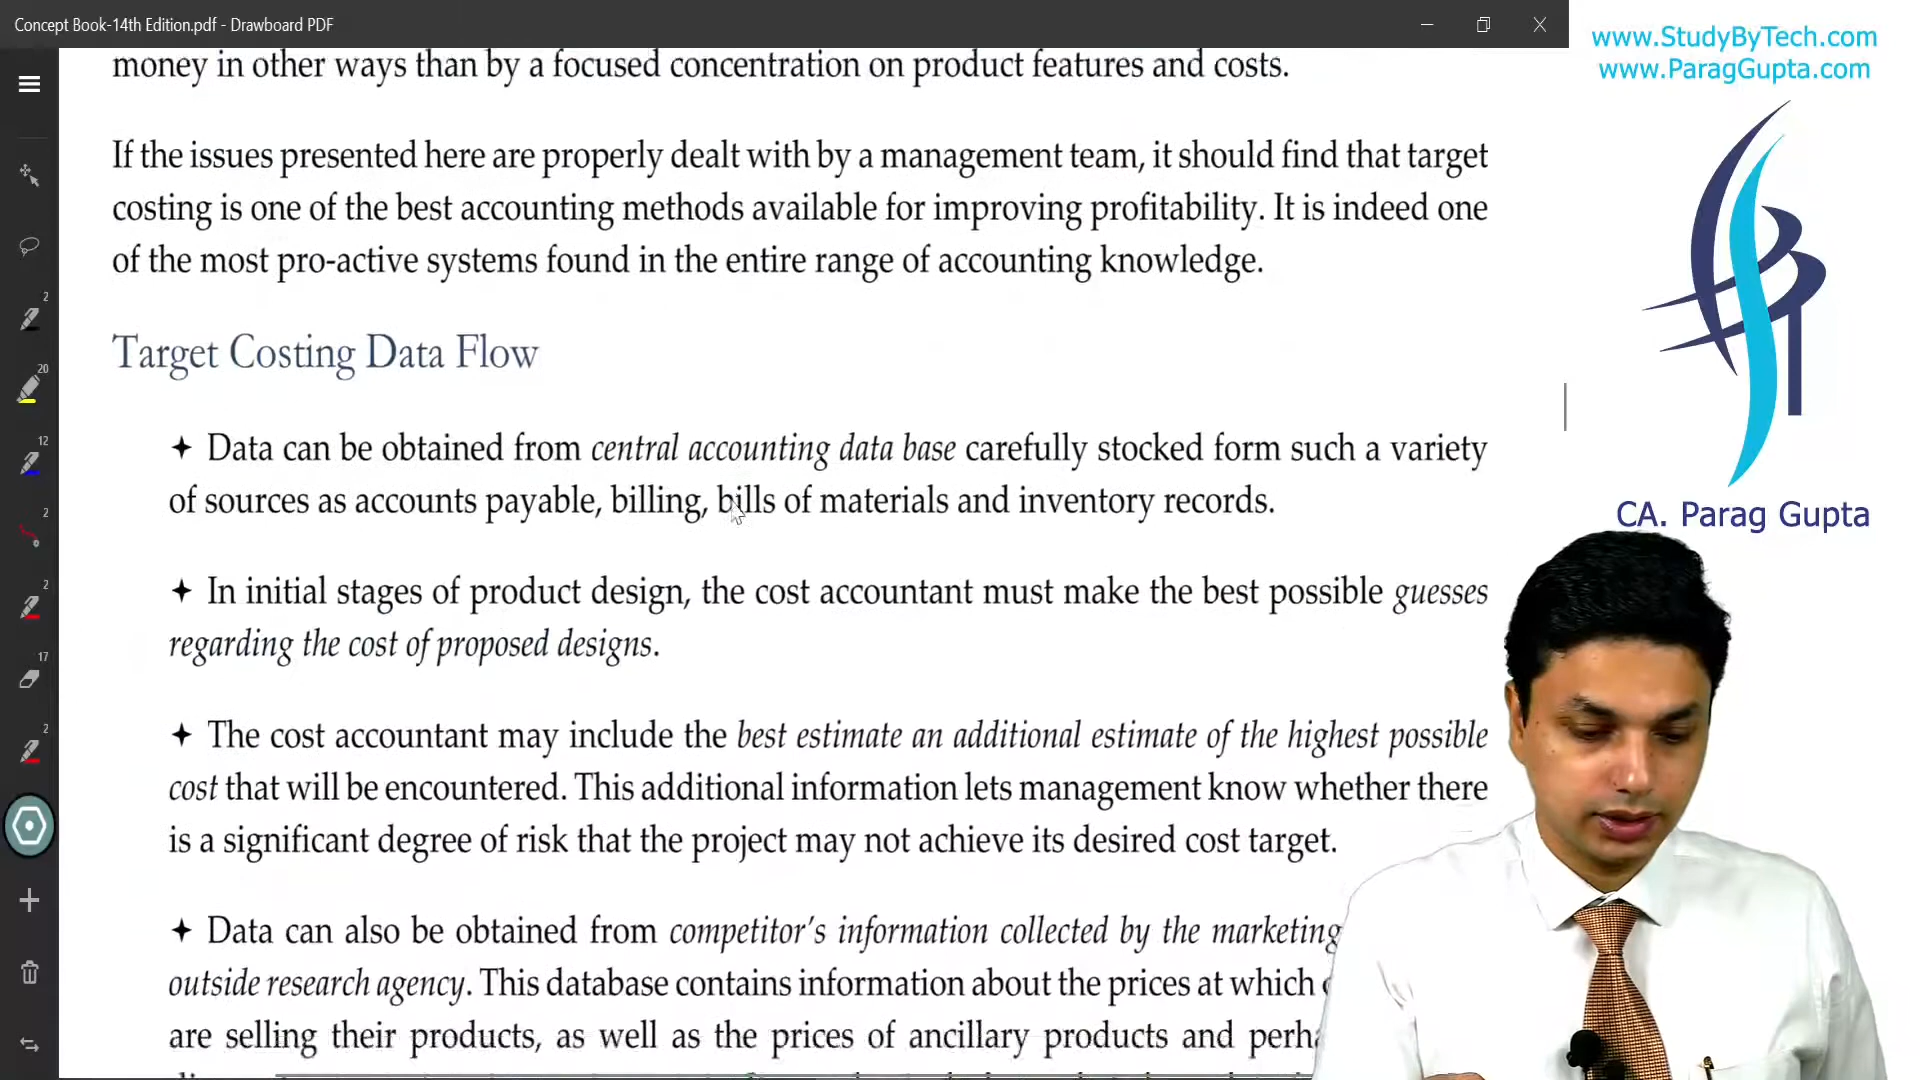 Concept Book-14th Edition.pdf - Drawboard PDF
www.StudyByTech.com
www.ParagGupta.com
money in other ways than by a focused concentration on product features and costs.
If the issues presented here are properly dealt with by a management team, it should find that target
costing is one of the best accounting methods available for improving profitability. It is indeed one
of the most pro-active systems found in the entire range of accounting knowledge.
Target Costing Data Flow
Data can be obtained from central accounting data base carefully stocked form such a variety
of sources as accounts payable, billing, bills of materials and inventory records.
In initial stages of product design, the cost accountant must make the best possible guesses
regarding the cost of proposed designs.
The cost accountant may include the best estimate an additional estimate of the highest possible
cost that will be encountered. This additional information lets management know whether there
is a significant degree of risk that the project may not achieve its desired cost target.
Data can also be obtained from competitor's information collected by the marketing
outside research agency. This database contains information about the prices at which
are selling their products, as well as the prices of ancillary products and
CA. Parag Gupta
2
20
12
2
2
17
2